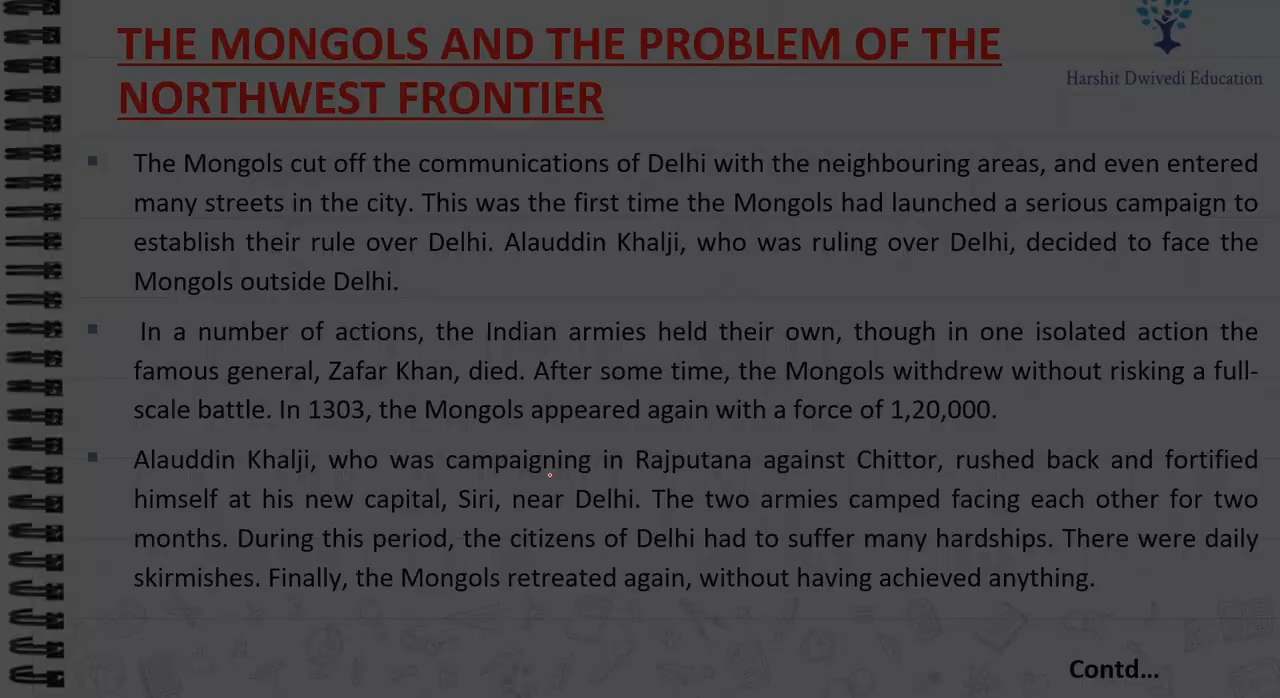 THE MONGOLS AND THE PROBLEM OF THE
NORTHWEST FRONTIER
Harshit Dwivedi Education
▪ The Mongols cut off the communications of Delhi with the neighbouring areas, and even entered
many streets in the city. This was the first time the Mongols had launched a serious campaign to
establish their rule over Delhi. Alauddin Khalji, who was ruling over Delhi, decided to face the
Mongols outside Delhi.
▪ In a number of actions, the Indian armies held their own, though in one isolated action the
famous general, Zafar Khan, died. After some time, the Mongols withdrew without risking a full-
scale battle. In 1303, the Mongols appeared again with a force of 1,20,000.
▪ Alauddin Khalji, who was campaigning in Rajputana against Chittor, rushed back and fortified
himself at his new capital, Siri, near Delhi. The two armies camped facing each other for two
months. During this period, the citizens of Delhi had to suffer many hardships. There were daily
skirmishes. Finally, the Mongols retreated again, without having achieved anything.
Contd...